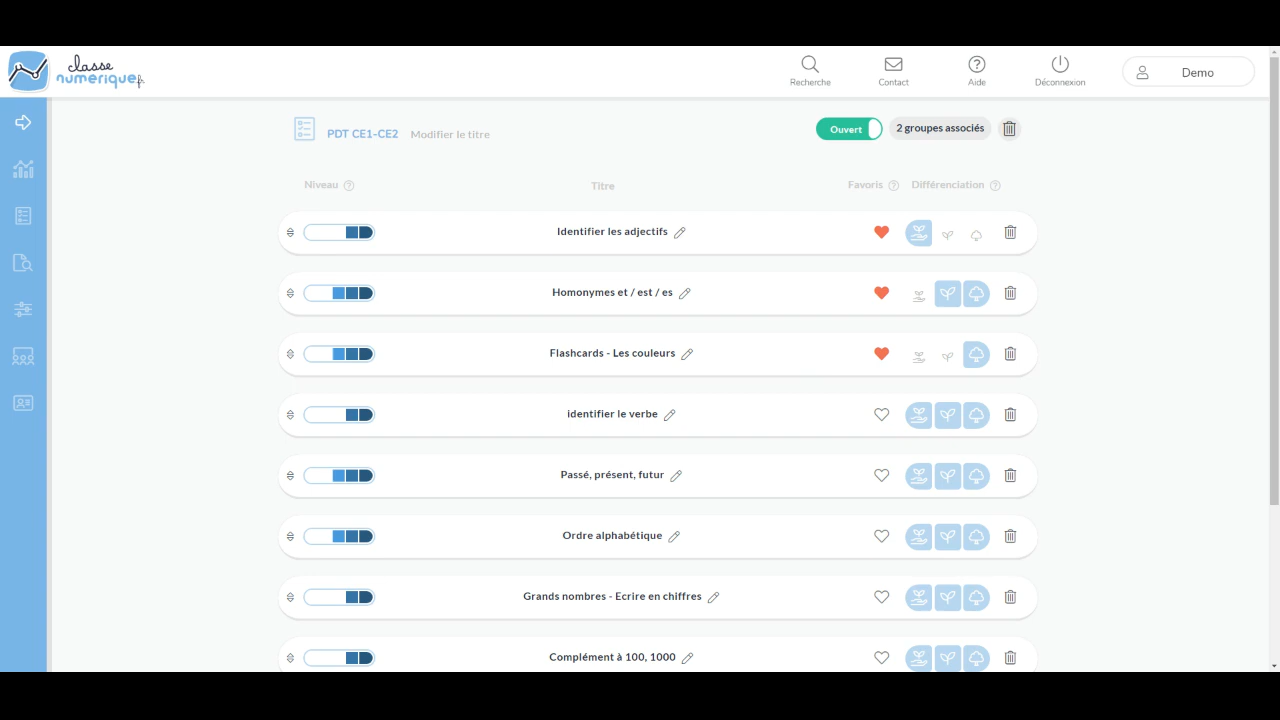 classe
numerique.fr
Recherche
Contact
Aide
Déconnexion
Demo
PDT CE1-CE2
Modifier le titre
Ouvert
2 groupes associés
Niveau
Titre
Favoris
Différenciation
Identifier les adjectifs
Homonymes et / est / es
Flashcards - Les couleurs
identifier le verbe
Passé, présent, futur
Ordre alphabétique
Grands nombres - Ecrire en chiffres
Complément à 100, 1000